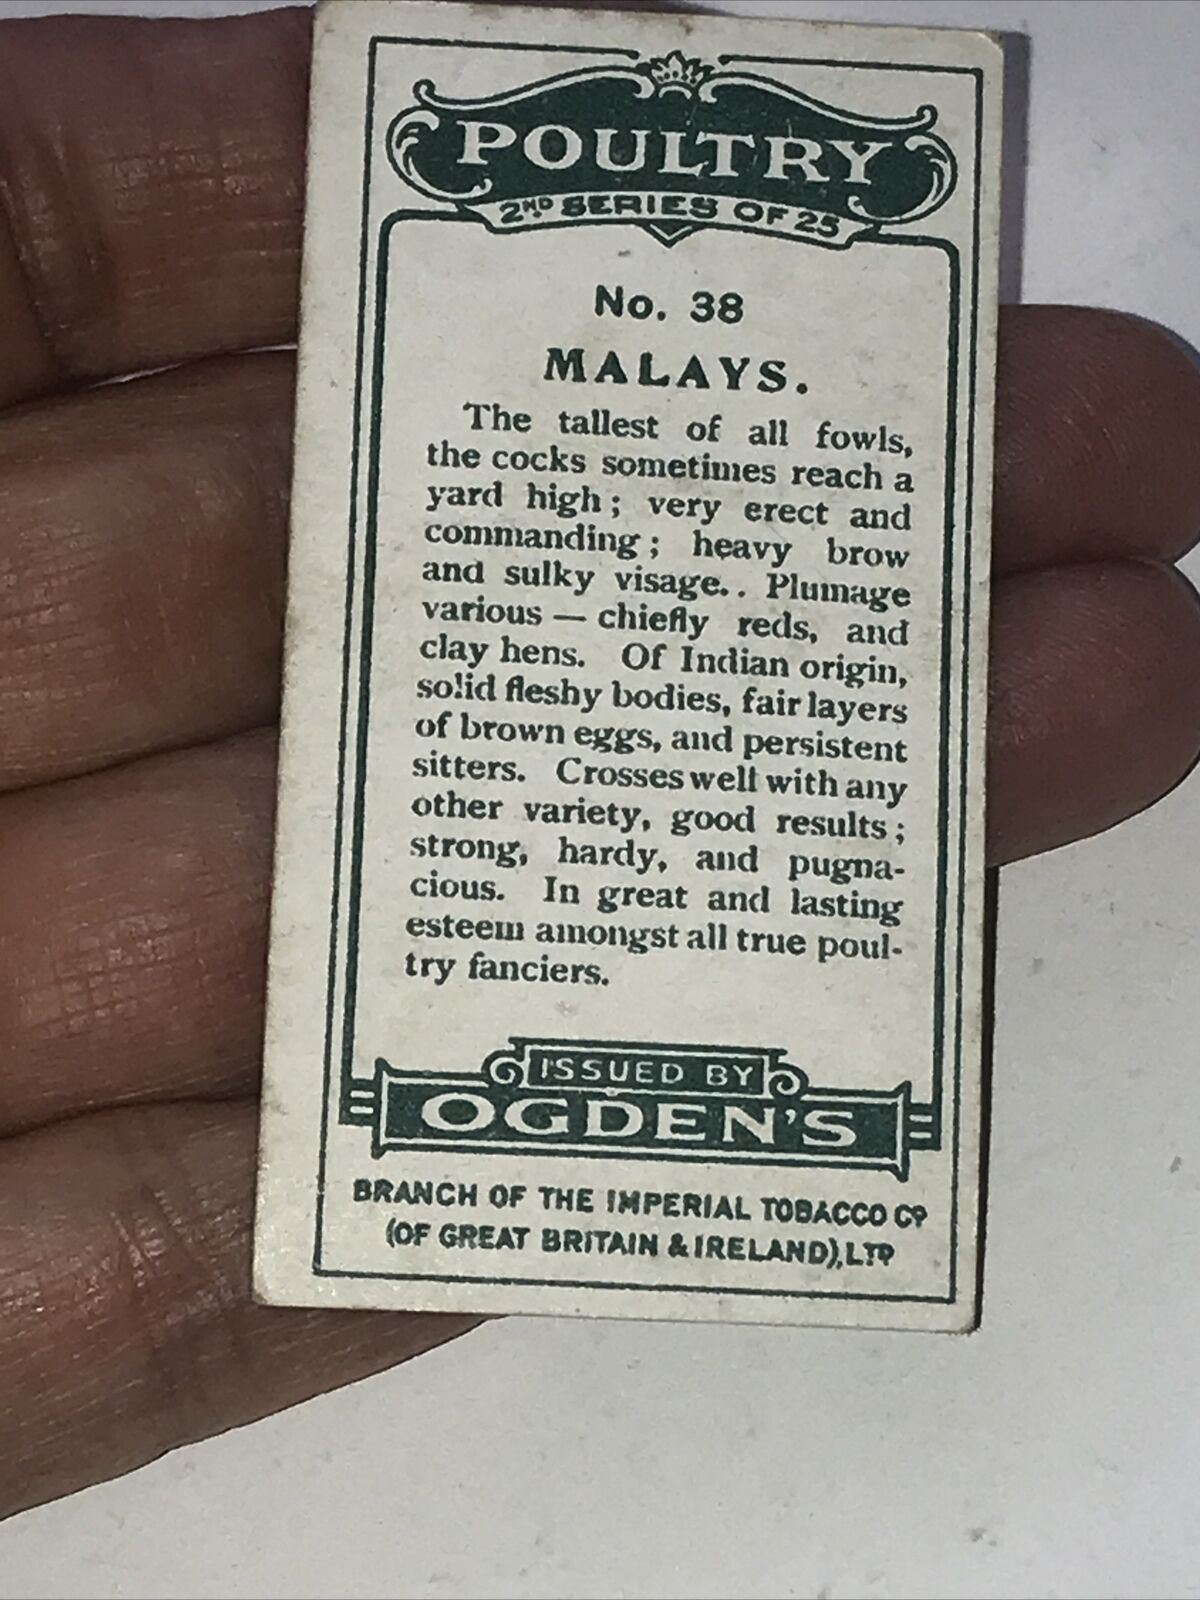 POULTRY
2ND SERIES OF 25
No. 38
MALAYS.
The tallest of all fowls,
the cocks sometimes reach a
yard high; very erect and
commanding; heavy brow
and sulky visage.. Plumage
various — chiefly reds, and
clay hens. Of Indian origin,
solid fleshy bodies, fair layers
of brown eggs, and persistent
sitters. Crosses well with any
other variety, good results;
strong, hardy, and pugna-
cious. In great and lasting
esteem amongst all true poul-
try fanciers.
ISSUED BY
OGDEN'S
BRANCH OF THE IMPERIAL TOBACCO CO
(OF GREAT BRITAIN & IRELAND), LTD